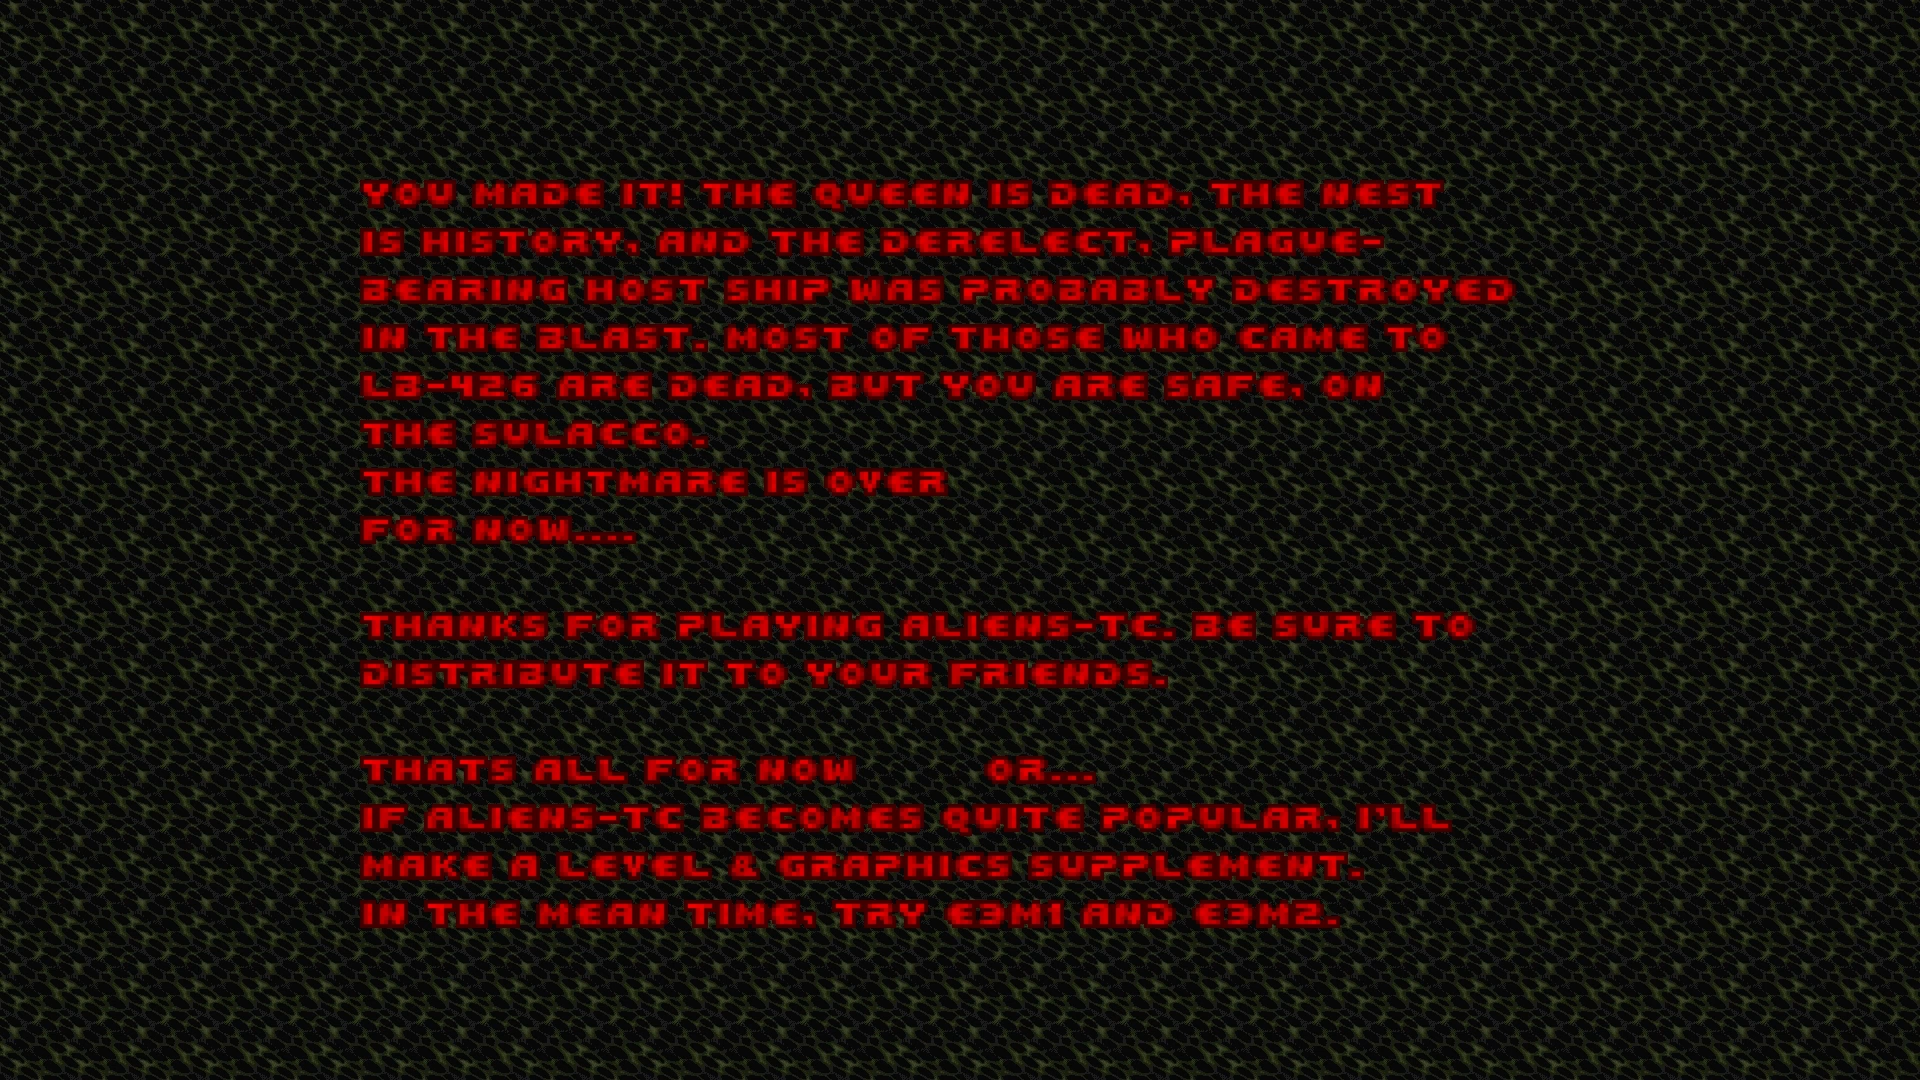 YOU MADE IT! THE QUEEN IS DEAD, THE NEST
IS HISTORY, AND THE DERELECT, PLAGUE-
BEARING HOST SHIP WAS PROBABLY DESTROYED
IN THE BLAST. MOST OF THOSE WHO CAME TO
LB-426 ARE DEAD, BUT YOU ARE SAFE, ON
THE SULACCO.
THE NIGHTMARE IS OVER
FOR NOW....
THANKS FOR PLAYING ALIENS-TC. BE SURE TO
DISTRIBUTE IT TO YOUR FRIENDS.
THATS ALL FOR NOW OR...
IF ALIENS-TC BECOMES QUITE POPULAR, I'LL
MAKE A LEVEL & GRAPHICS SUPPLEMENT.
IN THE MEAN TIME, TRY E3M1 AND E3M2.